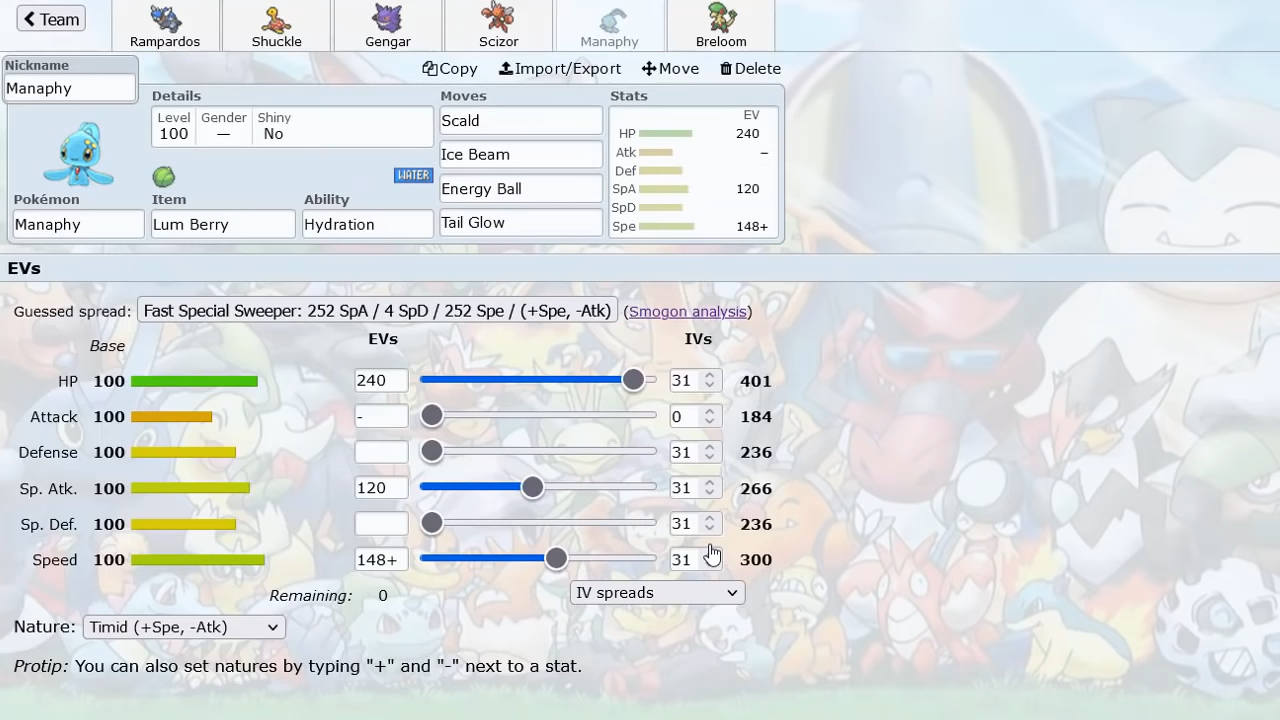 Team
Rampardos Shuckle Gengar Scizor Manaphy Breloom
Copy Import/Export Move Delete
Nickname
Manaphy
Details
Level Gender Shiny
100 — No
WATER
Pokémon Item Ability
Manaphy Lum Berry Hydration
Moves
Scald
Ice Beam
Energy Ball
Tail Glow
Stats
EV
HP 240
Atk –
Def
SpA 120
SpD
Spe 148+
EVs
Guessed spread: Fast Special Sweeper: 252 SpA / 4 SpD / 252 Spe / (+Spe, -Atk) (Smogon analysis)
Base EVs IVs
HP 100 240 31 401
Attack 100 - 0 184
Defense 100 31 236
Sp. Atk. 100 120 31 266
Sp. Def. 100 31 236
Speed 100 148+ 31 300
Remaining: 0 IV spreads
Nature: Timid (+Spe, -Atk)
Protip: You can also set natures by typing "+" and "-" next to a stat.